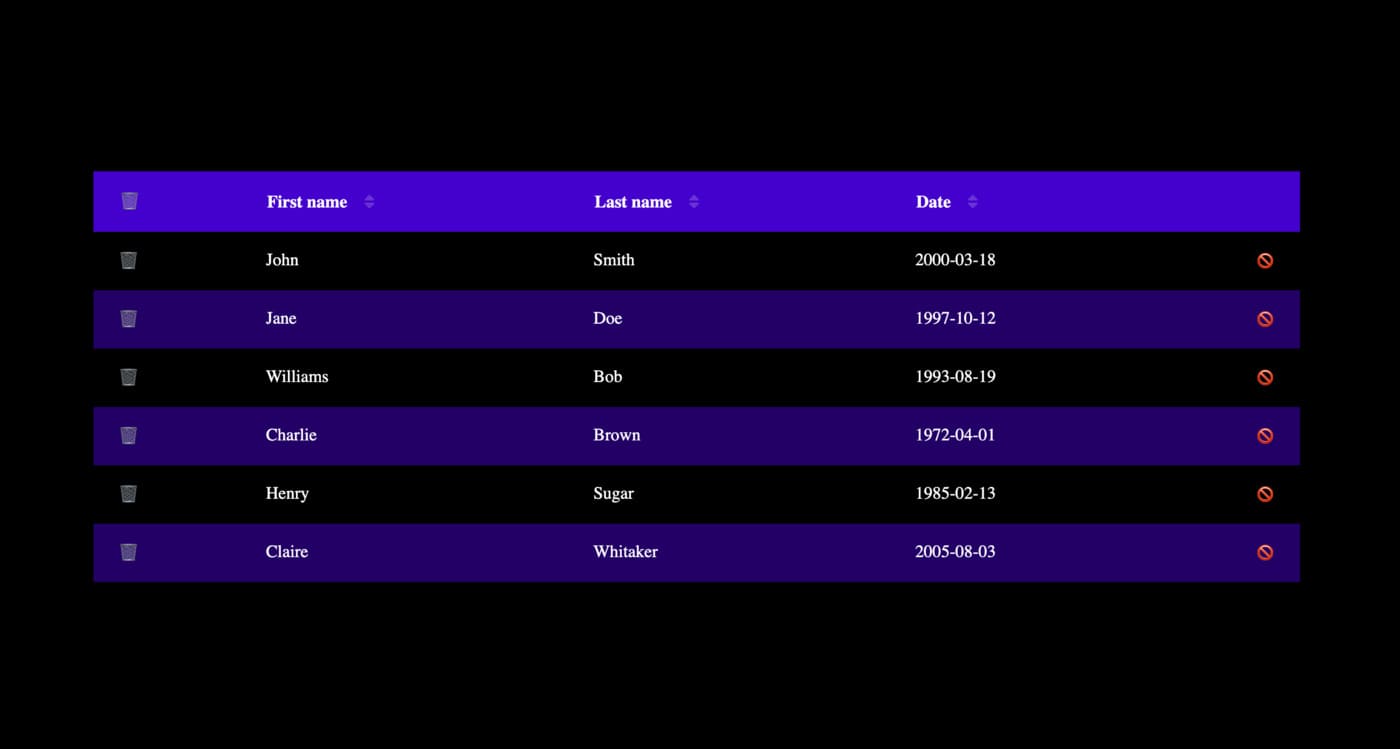 First name Last name Date
John Smith 2000-03-18
Jane Doe 1997-10-12
Williams Bob 1993-08-19
Charlie Brown 1972-04-01
Henry Sugar 1985-02-13
Claire Whitaker 2005-08-03